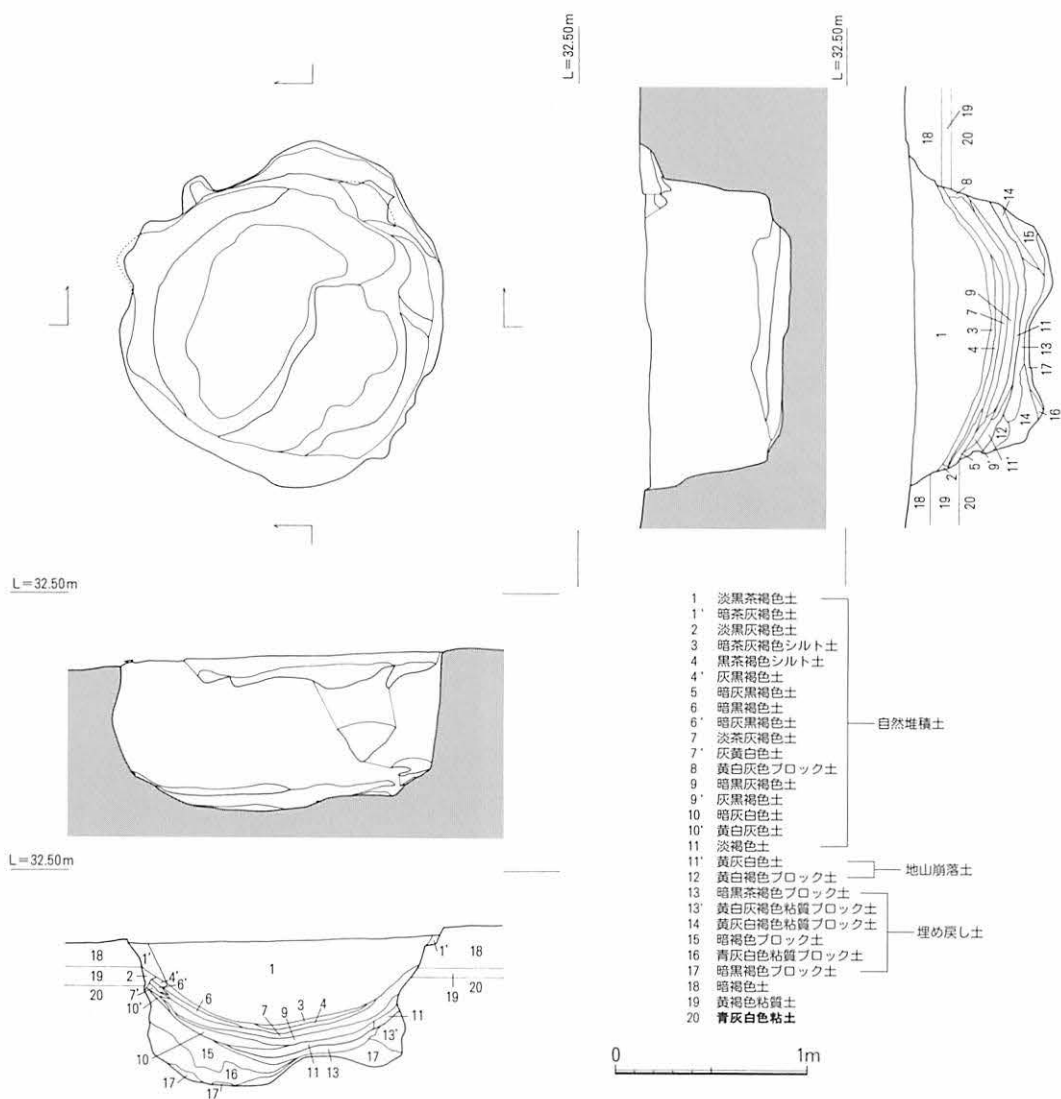 L=32.50m
L=32.50m
18
19
20
8
14
15
9
7
3
4
1
11
13
17
16
14
12
11'
9'
5
2
18
19
20
L=32.50m
L=32.50m
18
19
20
1'
2
4'
6'
7'
10'
6
1
1'
18
19
20
7
9
3
4
11
13'
17
10
15
16
17
17
11
13
1 淡黒茶褐色土
1' 暗茶灰褐色土
2 淡黒灰褐色土
3 暗茶灰褐色シルト土
4 黒茶褐色シルト土
4' 灰黒褐色土
5 暗灰黒褐色土
6 暗黒褐色土
6' 暗灰黒褐色土
7 淡茶灰褐色土
7' 灰黄白色土
8 黄白灰色ブロック土
9 暗黒灰褐色土
9' 灰黒褐色土
10 暗灰白色土
10' 黄白灰色土
11 淡褐色土
自然堆積土
11' 黄灰白色土
12 黄白褐色ブロック土
地山崩落土
13 暗黒茶褐色ブロック土
13' 黄白灰褐色粘質ブロック土
14 黄灰白褐色粘質ブロック土
15 暗褐色ブロック土
16 青灰白色粘質ブロック土
17 暗黒褐色ブロック土
埋め戻し土
18 暗褐色土
19 黄褐色粘質土
20 青灰白色粘土
0 1m